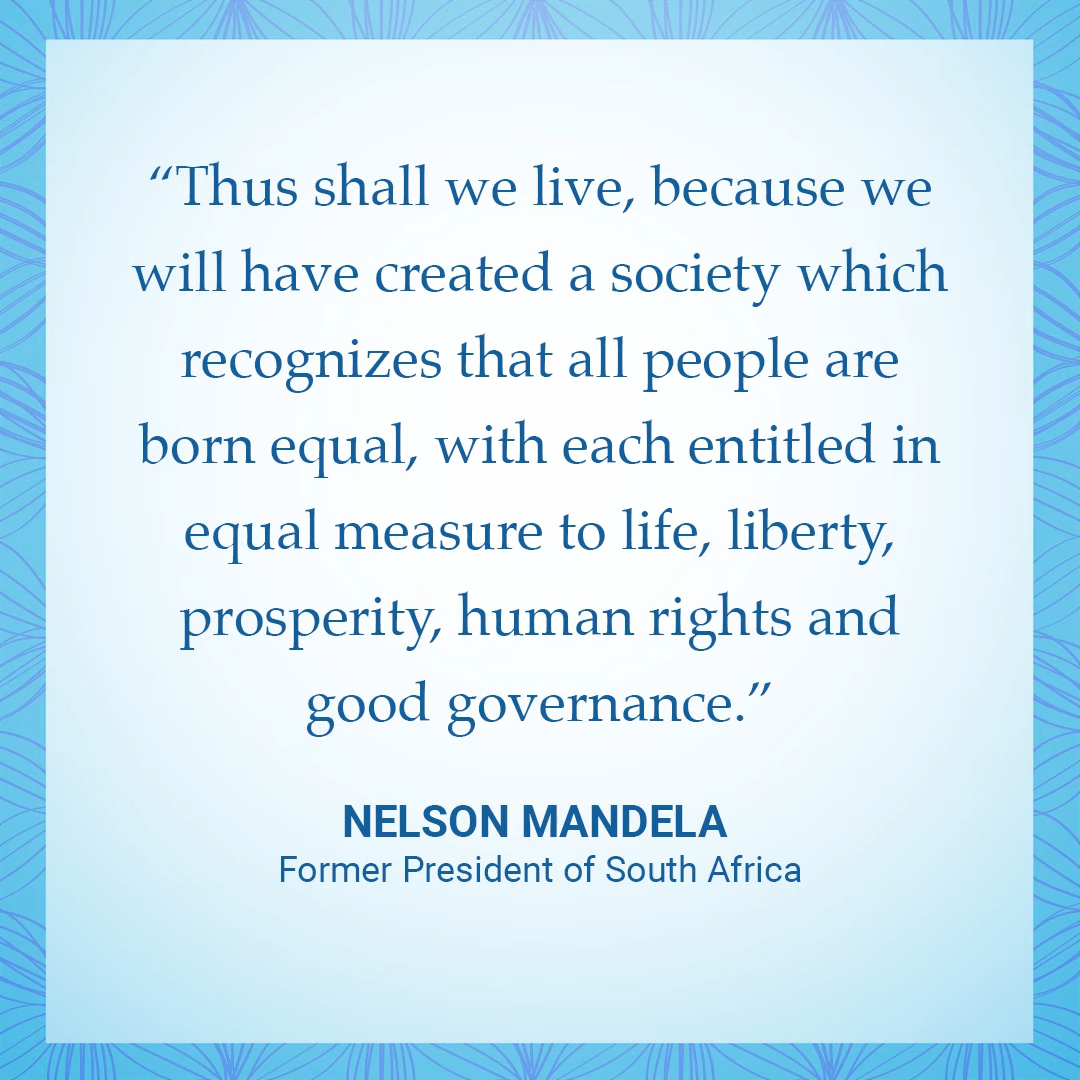 “Thus shall we live, because we
will have created a society which
recognizes that all people are
born equal, with each entitled in
equal measure to life, liberty,
prosperity, human rights and
good governance.”
NELSON MANDELA
Former President of South Africa